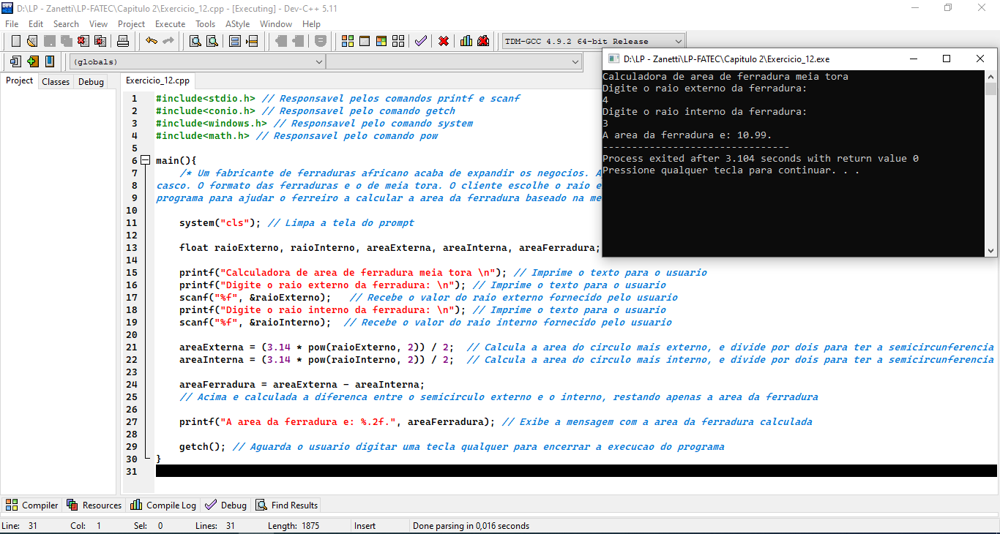 D:\LP - Zanetti\LP-FATEC\Capitulo 2\Exercicio_12.cpp - [Executing] - Dev-C++ 5.11
File Edit Search View Project Execute Tools AStyle Window Help
TDM-GCC 4.9.2 64-bit Release
(globals)
Project Classes Debug
Exercicio_12.cpp
1 #include<stdio.h> // Responsavel pelos comandos printf e scanf
2 #include<conio.h> // Responsavel pelo comando getch
3 #include<windows.h> // Responsavel pelo comando system
4 #include<math.h> // Responsavel pelo comando pow
5
6 main(){
7 /* Um fabricante de ferraduras africano acaba de expandir os negocios. A
8 casco. O formato das ferraduras e o de meia tora. O cliente escolhe o raio e
9 programa para ajudar o ferreiro a calcular a area da ferradura baseado na me
10
11 system("cls"); // Limpa a tela do prompt
12
13 float raioExterno, raioInterno, areaExterna, areaInterna, areaFerradura;
14
15 printf("Calculadora de area de ferradura meia tora \n"); // Imprime o texto para o usuario
16 printf("Digite o raio externo da ferradura: \n"); // Imprime o texto para o usuario
17 scanf("%f", &raioExterno); // Recebe o valor do raio externo fornecido pelo usuario
18 printf("Digite o raio interno da ferradura: \n"); // Imprime o texto para o usuario
19 scanf("%f", &raioInterno); // Recebe o valor do raio interno fornecido pelo usuario
20
21 areaExterna = (3.14 * pow(raioExterno, 2)) / 2; // Calcula a area do circulo mais externo, e divide por dois para ter a semicircunferencia
22 areaInterna = (3.14 * pow(raioInterno, 2)) / 2; // Calcula a area do circulo mais interno, e divide por dois para ter a semicircunferencia
23
24 areaFerradura = areaExterna - areaInterna;
25 // Acima e calculada a diferenca entre o semicirculo externo e o interno, restando apenas a area da ferradura
26
27 printf("A area da ferradura e: %.2f.", areaFerradura); // Exibe a mensagem com a area da ferradura calculada
28
29 getch(); // Aguarda o usuario digitar uma tecla qualquer para encerrar a execucao do programa
30 }
31
D:\LP - Zanetti\LP-FATEC\Capitulo 2\Exercicio_12.exe
Calculadora de area de ferradura meia tora
Digite o raio externo da ferradura:
4
Digite o raio interno da ferradura:
3
A area da ferradura e: 10.99.
--------------------------------
Process exited after 3.104 seconds with return value 0
Pressione qualquer tecla para continuar. . .
Compiler Resources Compile Log Debug Find Results
Line: 31 Col: 1 Sel: 0 Lines: 31 Length: 1875 Insert Done parsing in 0,016 seconds